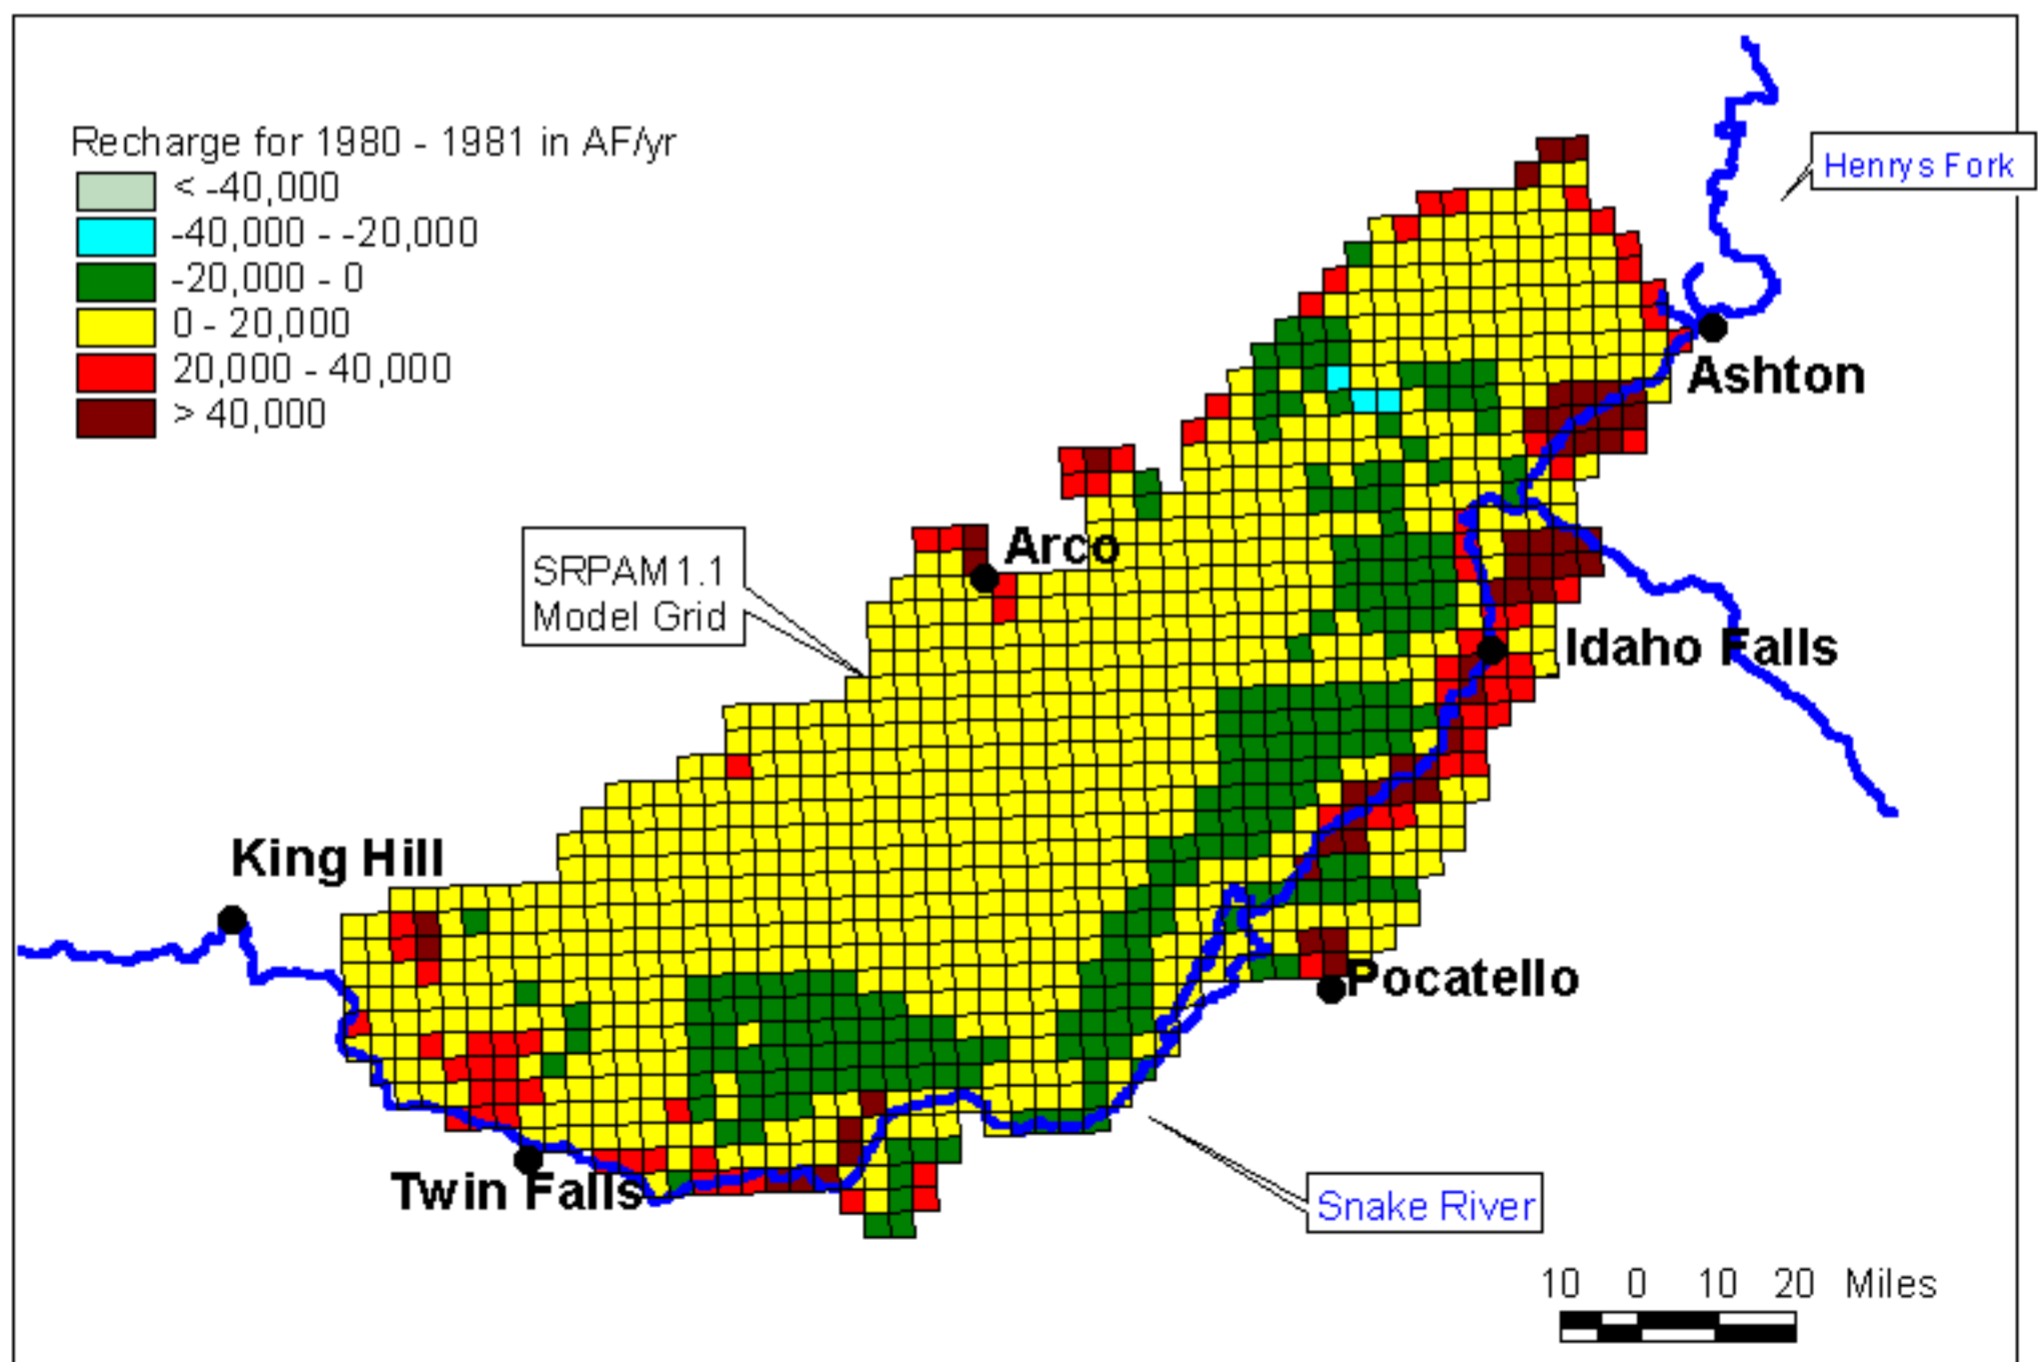 Recharge for 1980 - 1981 in AF/yr
< -40,000
-40,000 - -20,000
-20,000 - 0
0 - 20,000
20,000 - 40,000
> 40,000
Henrys Fork
Ashton
Arco
SRPAM1.1
Model Grid
Idaho Falls
King Hill
Pocatello
Twin Falls
Snake River
10 0 10 20 Miles